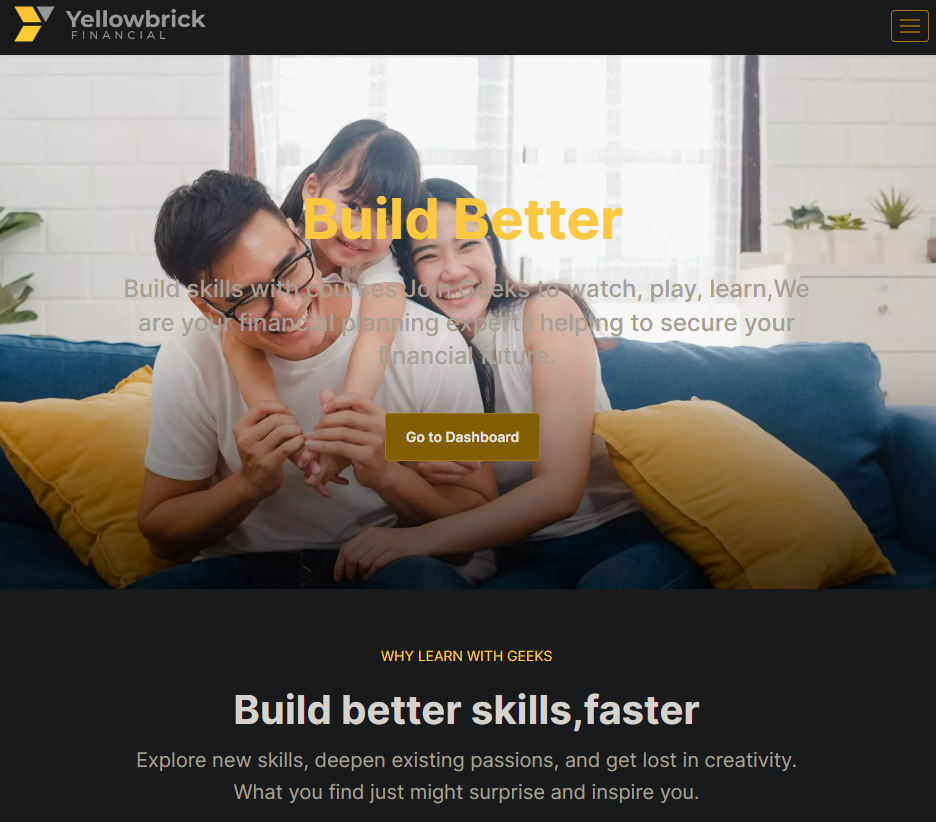 Yellowbrick
FINANCIAL
Build Better
Build skills with courses Join Geeks to watch, play, learn,We
are your financial planning experts helping to secure your
financial future.
Go to Dashboard
WHY LEARN WITH GEEKS
Build better skills,faster
Explore new skills, deepen existing passions, and get lost in creativity.
What you find just might surprise and inspire you.